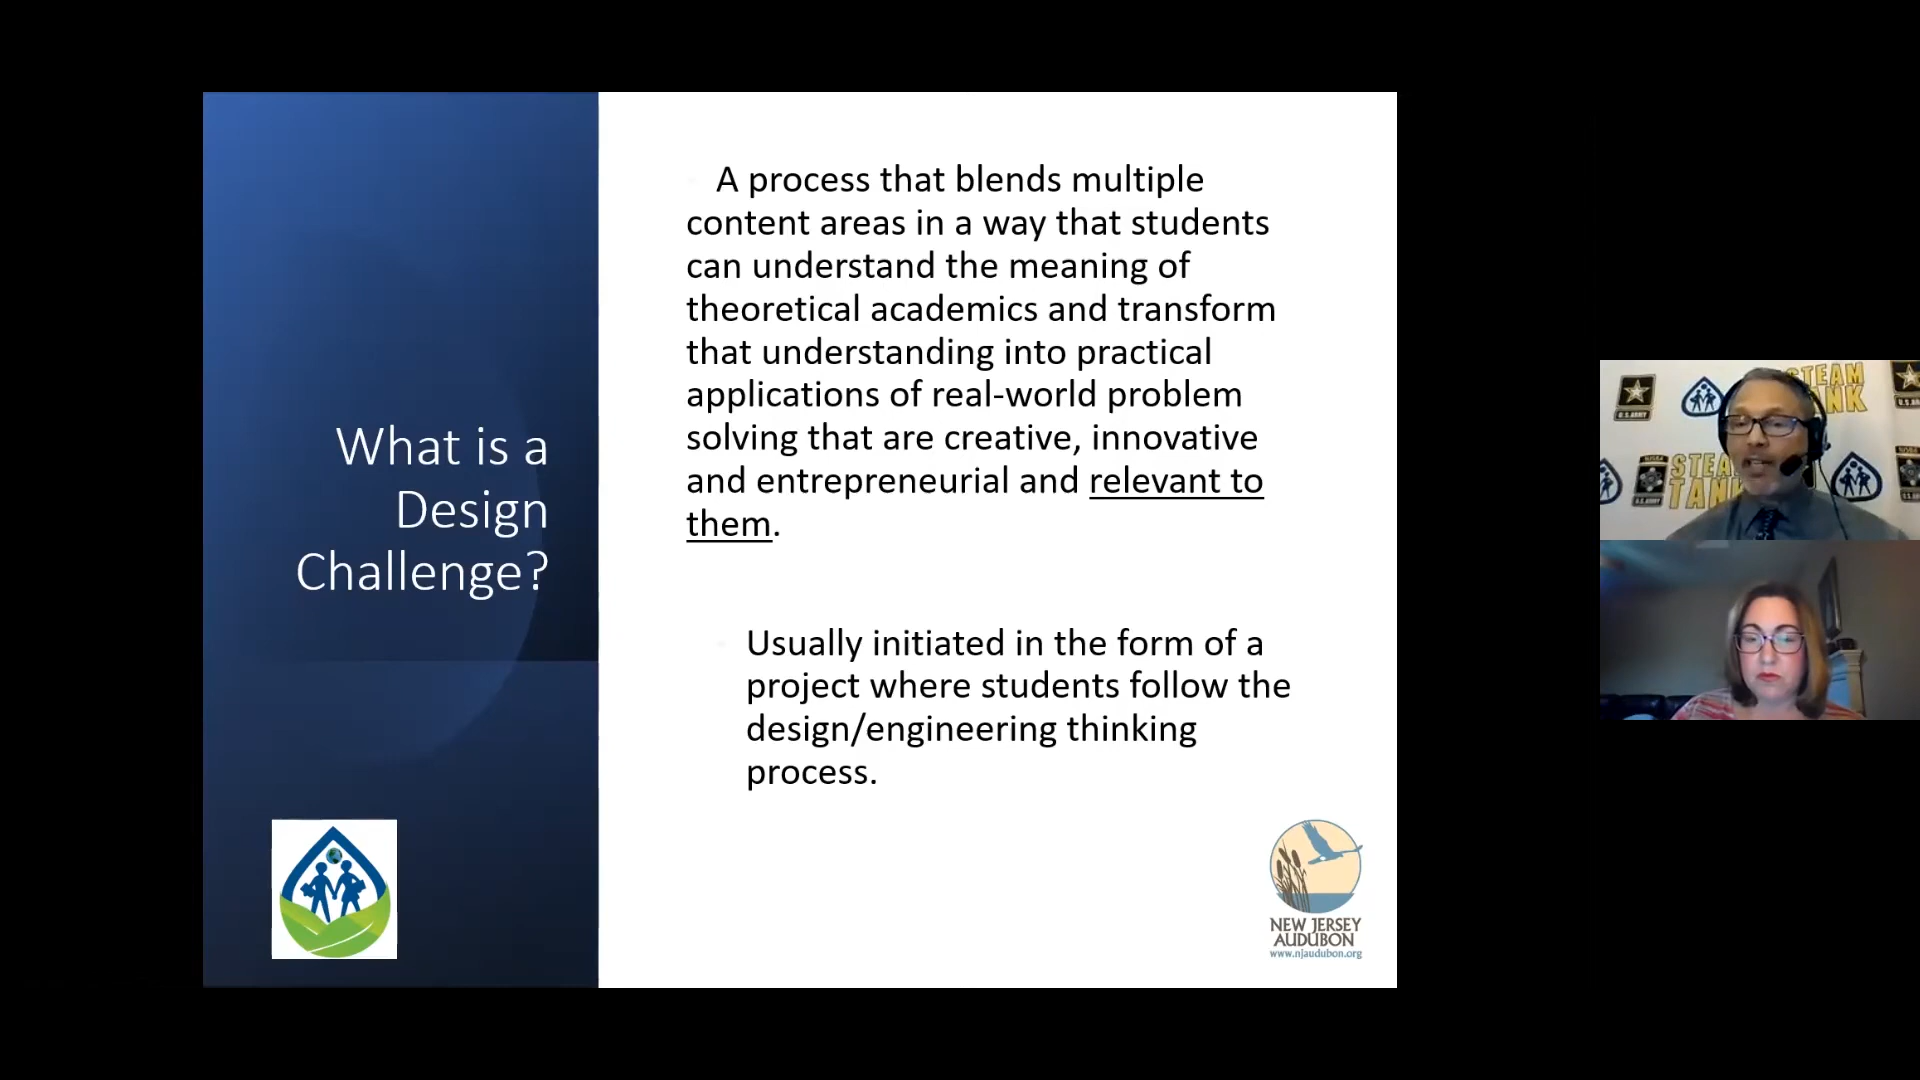 What is a
Design
Challenge?
A process that blends multiple
content areas in a way that students
can understand the meaning of
theoretical academics and transform
that understanding into practical
applications of real-world problem
solving that are creative, innovative
and entrepreneurial and relevant to
them.
Usually initiated in the form of a
project where students follow the
design/engineering thinking
process.
NEW JERSEY
AUDUBON
www.njaudubon.org
STEAM
TANK
U.S.ARMY
STEAM
TANK
U.S.ARMY